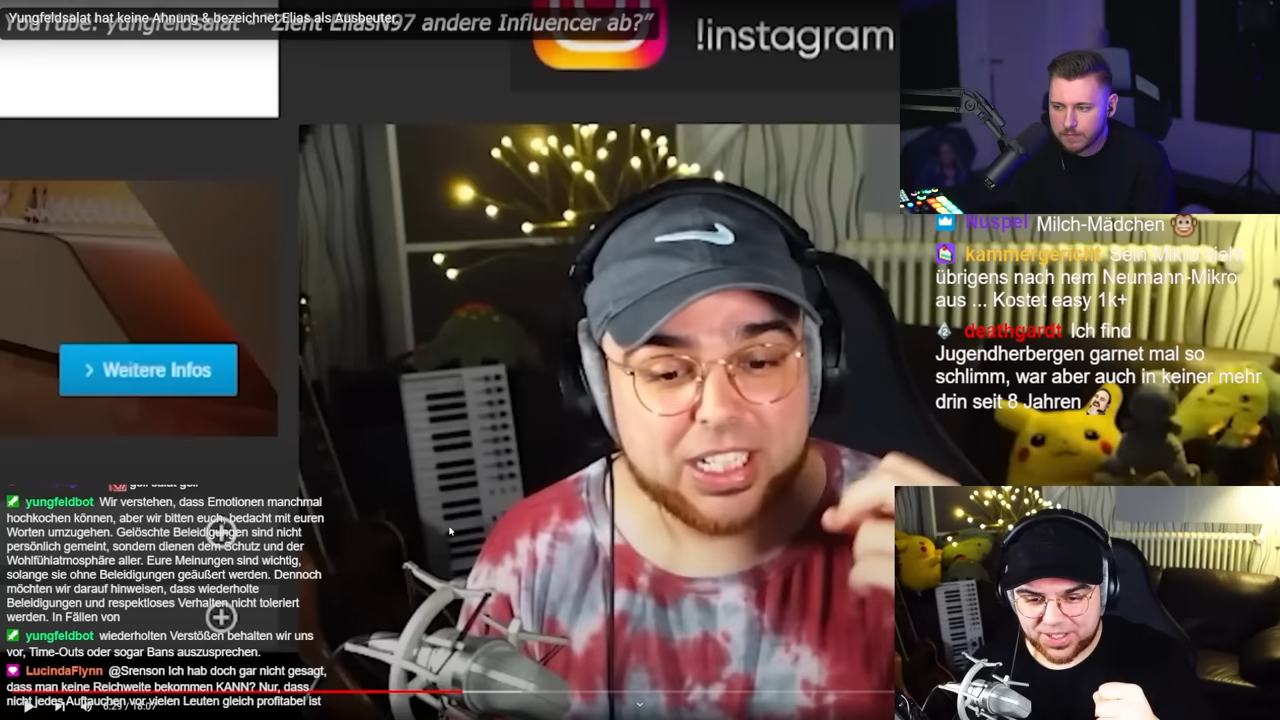 Yungfeldsalat hat keine Ahnung & bezeichnet Elias als Ausbeuter.
YouTube: yungfeldsalat "Zieht EliasN97 andere Influencer ab?"
!instagram
Nuspel Milch-Mädchen
kammergericht Sein Mikro sieht
übrigens nach nem Neumann-Mikro
aus ... Kostet easy 1k+
deathgardt Ich find
Jugendherbergen garnet mal so
schlimm, war aber auch in keiner mehr
drin seit 8 Jahren
Weitere Infos
yungfeldbot Wir verstehen, dass Emotionen manchmal
hochkochen können, aber wir bitten euch, bedacht mit euren
Worten umzugehen. Gelöschte Beleidigungen sind nicht
persönlich gemeint, sondern dienen dem Schutz und der
Wohlfühlatmosphäre aller. Eure Meinungen sind wichtig,
solange sie ohne Beleidigungen geäußert werden. Dennoch
möchten wir darauf hinweisen, dass wiederholte
Beleidigungen und respektloses Verhalten nicht toleriert
werden. In Fällen von
yungfeldbot wiederholten Verstößen behalten wir uns
vor, Time-Outs oder sogar Bans auszusprechen.
LucindaFlynn @Srenson Ich hab doch gar nicht gesagt,
dass man keine Reichweite bekommen KANN? Nur, dass
nicht jedes Auftauchen vor vielen Leuten gleich profitabel ist